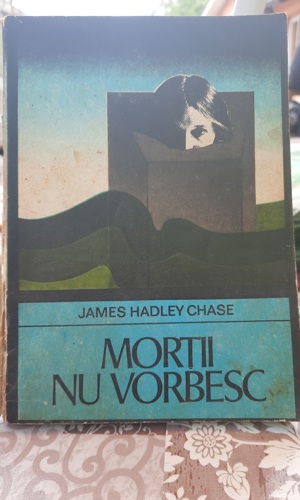 JAMES HADLEY CHASE
MORȚII
NU VORBESC